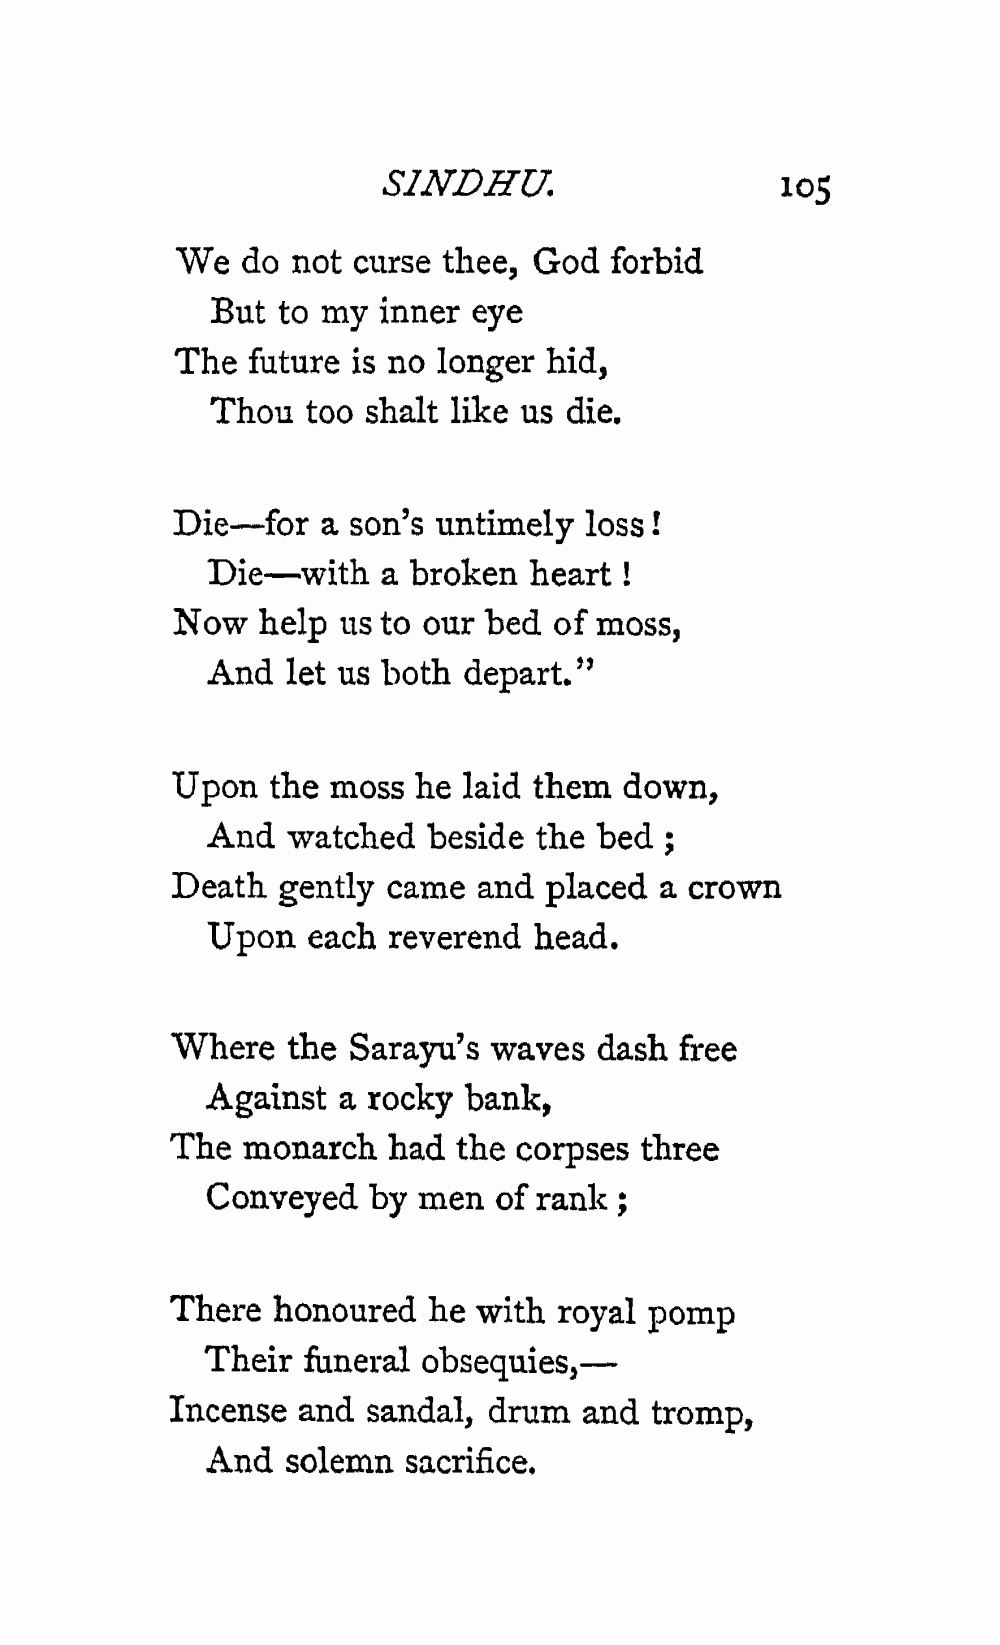 SINDHU. 105
We do not curse thee, God forbid
But to my inner eye
The future is no longer hid,
Thou too shalt like us die.
Die—for a son's untimely loss!
Die—with a broken heart!
Now help us to our bed of moss,
And let us both depart."
Upon the moss he laid them down,
And watched beside the bed;
Death gently came and placed a crown
Upon each reverend head.
Where the Sarayu's waves dash free
Against a rocky bank,
The monarch had the corpses three
Conveyed by men of rank;
There honoured he with royal pomp
Their funeral obsequies,—
Incense and sandal, drum and tromp,
And solemn sacrifice.